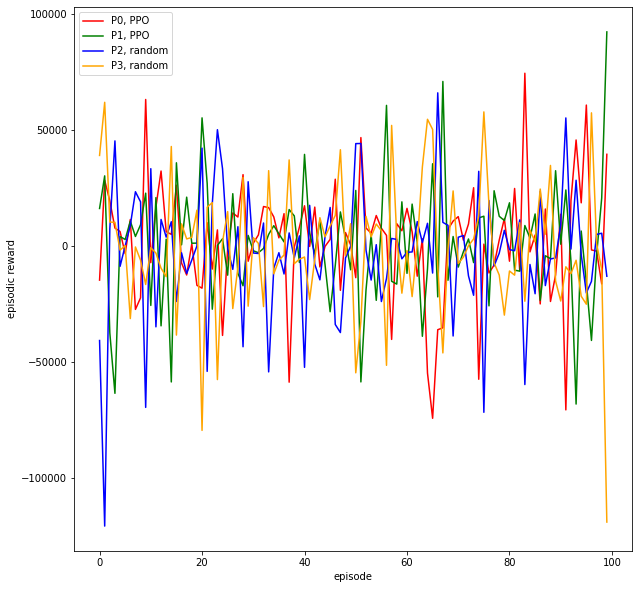 P0, PPO
P1, PPO
P2, random
P3, random
100000
50000
0
−50000
−100000
episodic reward
0
20
40
60
80
100
episode